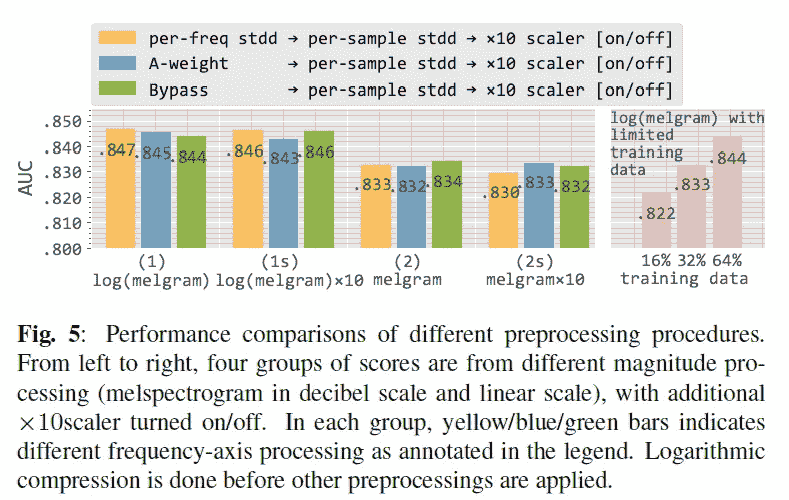 per-freq stdd → per-sample stdd → ×10 scaler [on/off]
A-weight → per-sample stdd → ×10 scaler [on/off]
Bypass → per-sample stdd → ×10 scaler [on/off]
AUC
.850
.840
.830
.820
.810
.800
.847 .845 .844
.846 .843 .846
.833 .832 .834
.830 .833 .832
(1)
log(melgram)
(1s)
log(melgram)×10
(2)
melgram
(2s)
melgram×10
log(melgram) with
limited
training
data
.822 .833 .844
16% 32% 64%
training data
Fig. 5: Performance comparisons of different preprocessing procedures.
From left to right, four groups of scores are from different magnitude pro-
cessing (melspectrogram in decibel scale and linear scale), with additional
×10scaler turned on/off. In each group, yellow/blue/green bars indicates
different frequency-axis processing as annotated in the legend. Logarithmic
compression is done before other preprocessings are applied.